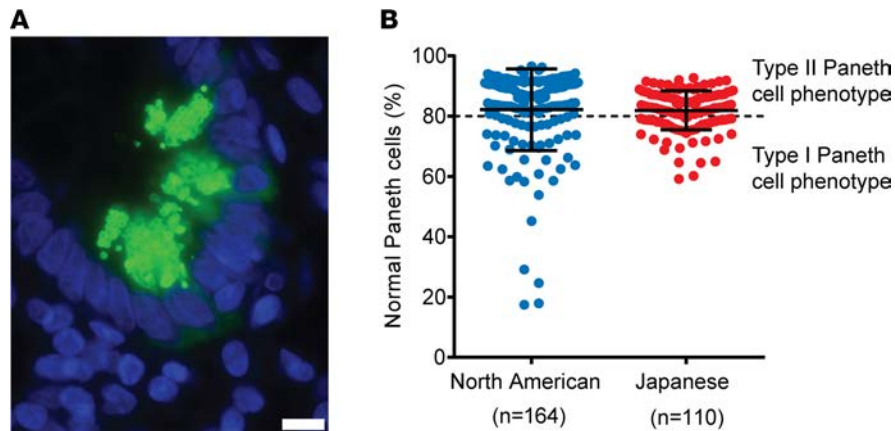 A
B
Normal Paneth cells (%)
100
80
60
40
20
0
Type II Paneth
cell phenotype
Type I Paneth
cell phenotype
North American
(n=164)
Japanese
(n=110)